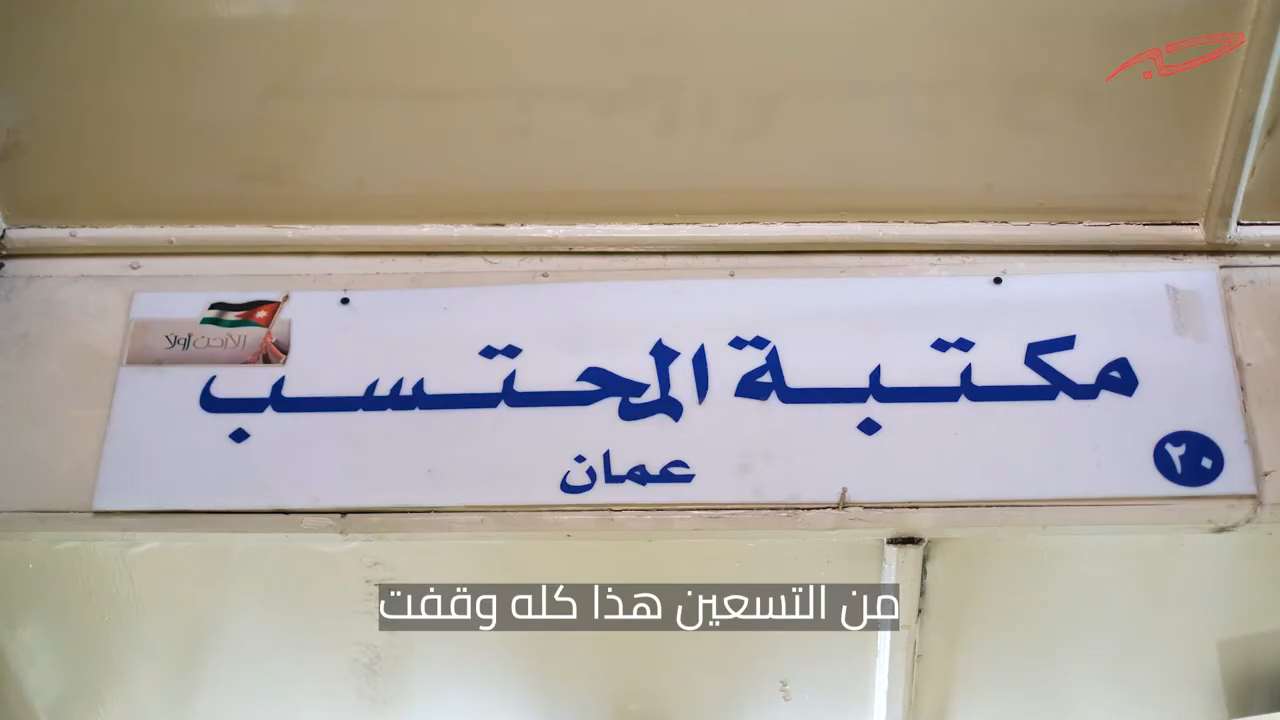 الأردن أولاً
مكتبة المحتسب
عمان
٢٠
من التسعين هذا كله وقفت